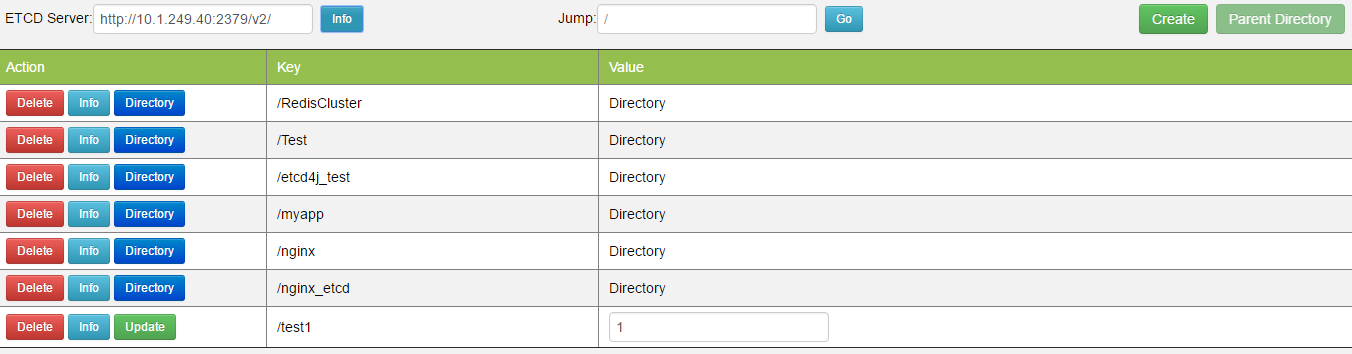 ETCD Server: http://10.1.249.40:2379/v2/ Info Jump: / Go Create Parent Directory
Action Key Value
Delete Info Directory /RedisCluster Directory
Delete Info Directory /Test Directory
Delete Info Directory /etcd4j_test Directory
Delete Info Directory /myapp Directory
Delete Info Directory /nginx Directory
Delete Info Directory /nginx_etcd Directory
Delete Info Update /test1 1